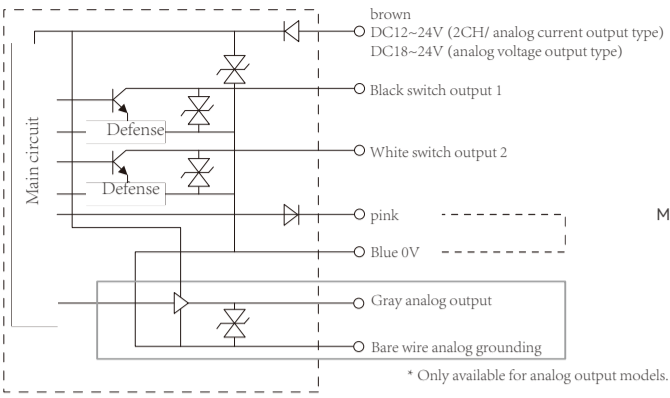 brown
DC12~24V (2CH/ analog current output type)
DC18~24V (analog voltage output type)
Black switch output 1
Defense
White switch output 2
Defense
Main circuit
pink
M
Blue 0V
Gray analog output
Bare wire analog grounding
* Only available for analog output models.